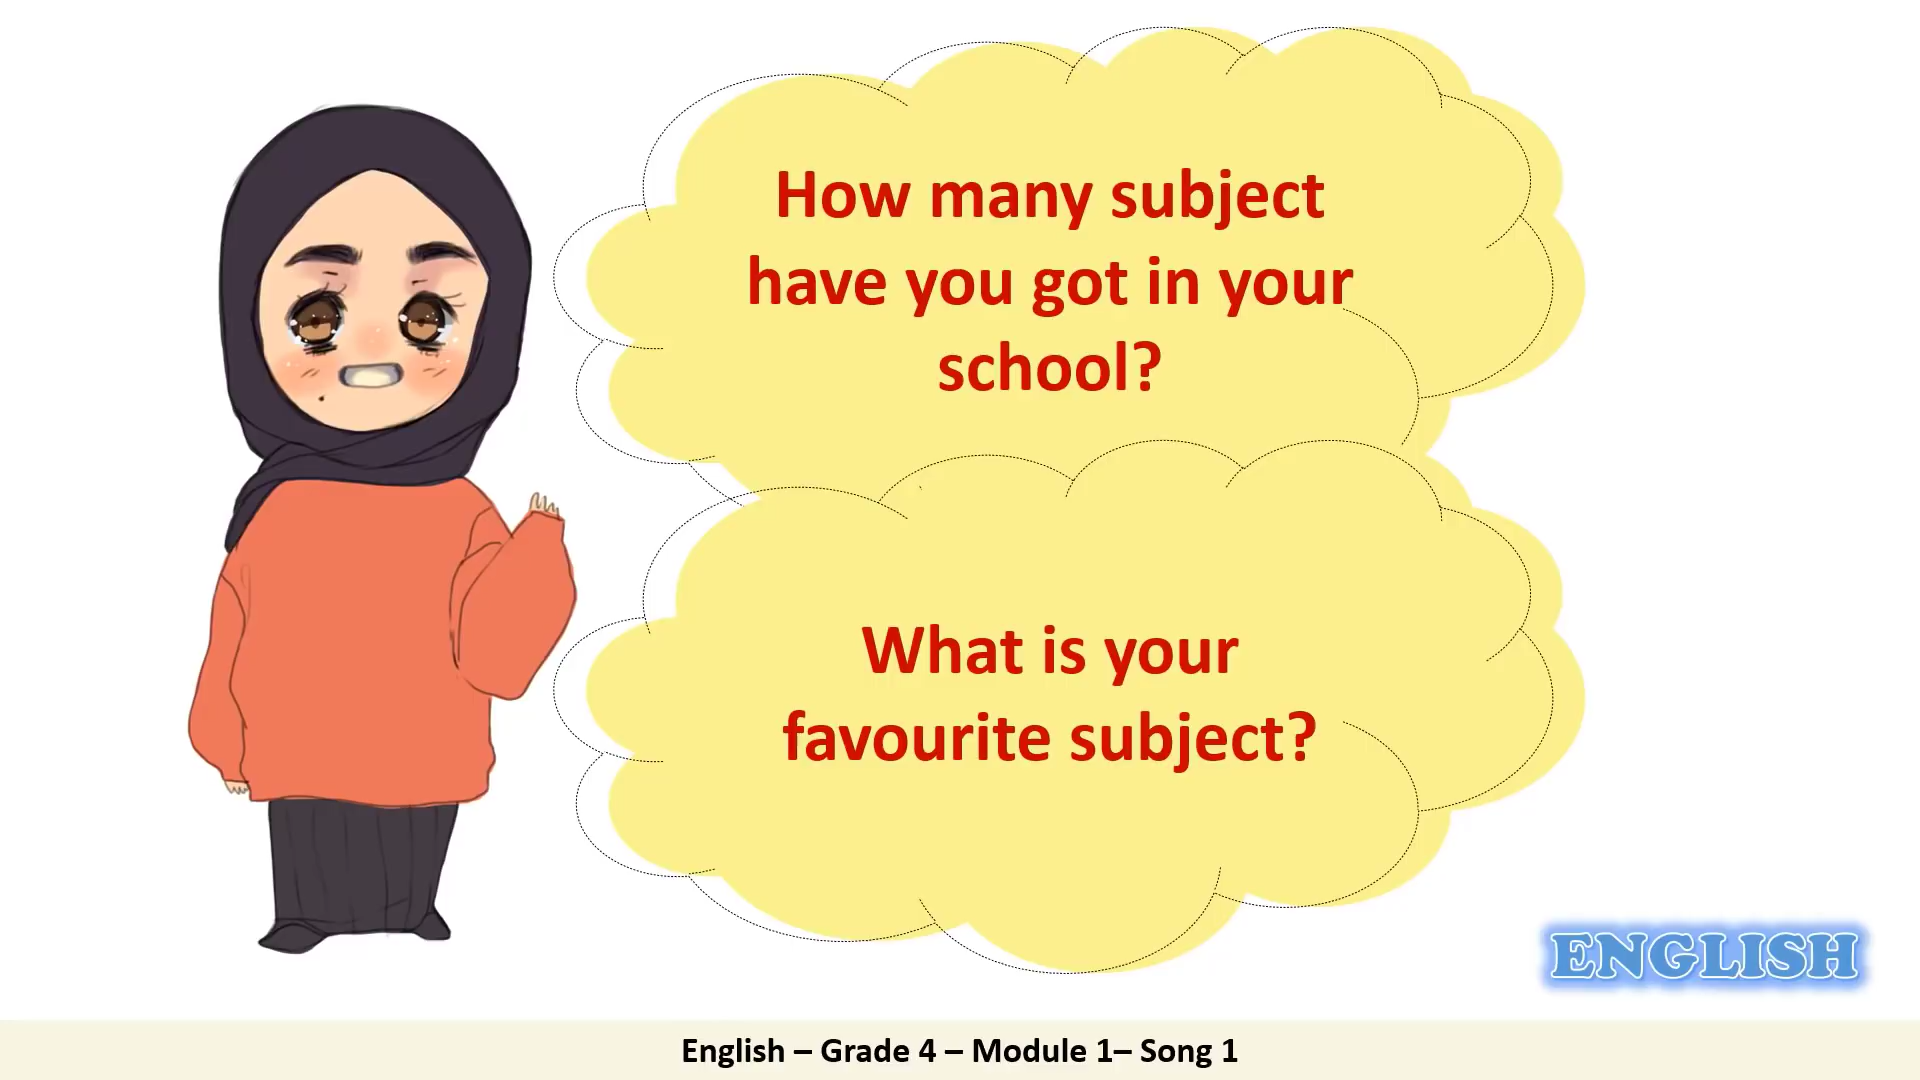 How many subject
have you got in your
school?
What is your
favourite subject?
ENGLISH
English – Grade 4 – Module 1– Song 1